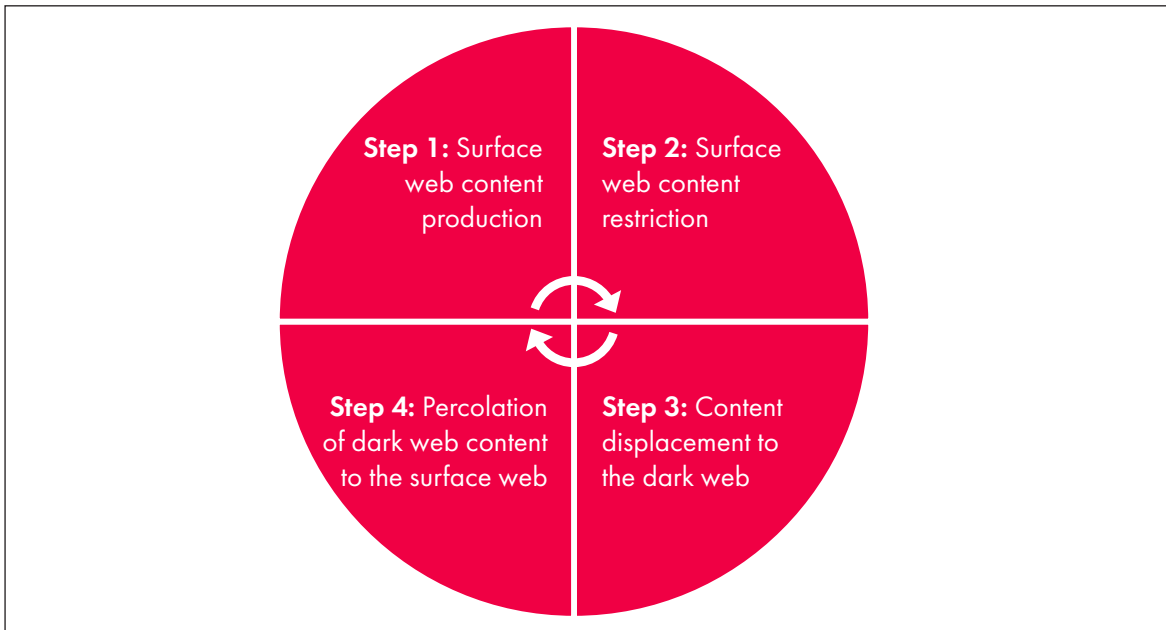 Step 1: Surface
web content
production
Step 2: Surface
web content
restriction
Step 3: Content
displacement to
the dark web
Step 4: Percolation
of dark web content
to the surface web